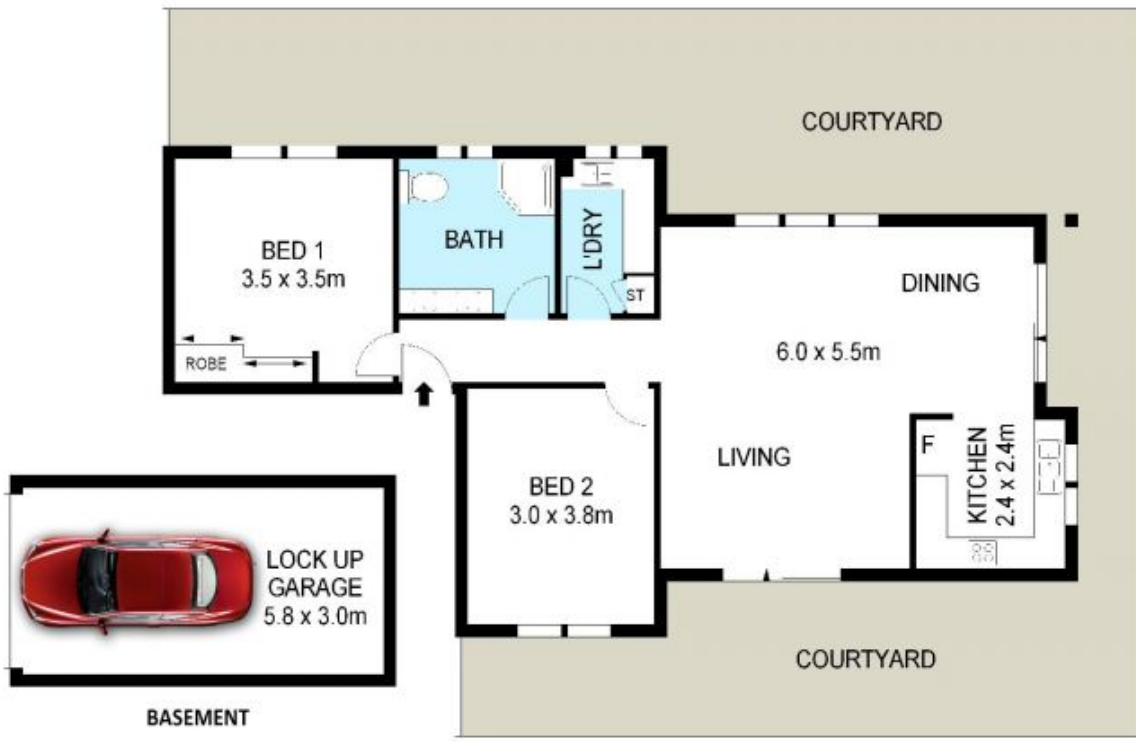 COURTYARD
BED 1
3.5 x 3.5m
BATH
L'DRY
ST
DINING
6.0 x 5.5m
ROBE
LIVING
F
KITCHEN
2.4 x 2.4m
BED 2
3.0 x 3.8m
LOCK UP
GARAGE
5.8 x 3.0m
COURTYARD
BASEMENT